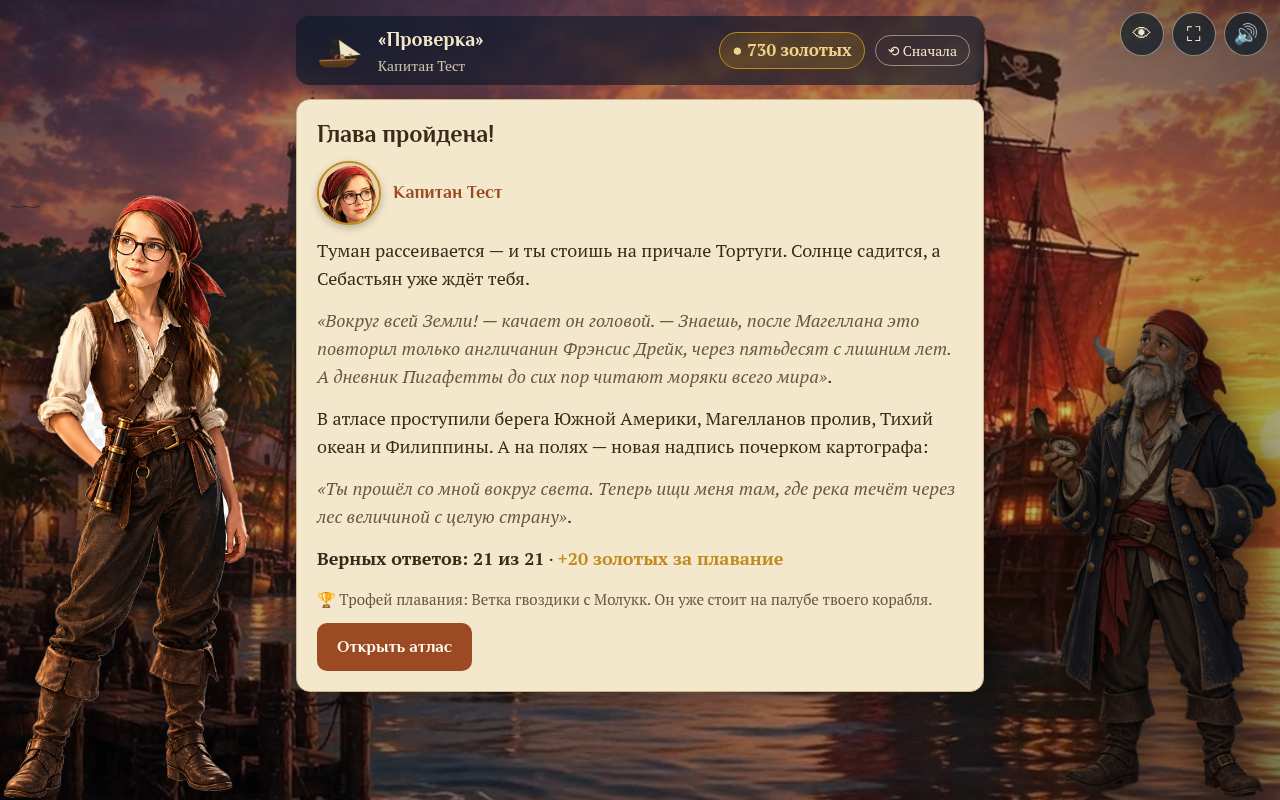 «Проверка»
Капитан Тест
● 730 золотых
⟲ Сначала
Глава пройдена!
Капитан Тест
Туман рассеивается — и ты стоишь на причале Тортуги. Солнце садится, а
Себастьян уже ждёт тебя.
«Вокруг всей Земли! — качает он головой. — Знаешь, после Магеллана это
повторил только англичанин Фрэнсис Дрейк, через пятьдесят с лишним лет.
А дневник Пигафетты до сих пор читают моряки всего мира».
В атласе проступили берега Южной Америки, Магелланов пролив, Тихий
океан и Филиппины. А на полях — новая надпись почерком картографа:
«Ты прошёл со мной вокруг света. Теперь ищи меня там, где река течёт через
лес величиной с целую страну».
Верных ответов: 21 из 21 · +20 золотых за плавание
🏆 Трофей плавания: Ветка гвоздики с Молукк. Он уже стоит на палубе твоего корабля.
Открыть атлас